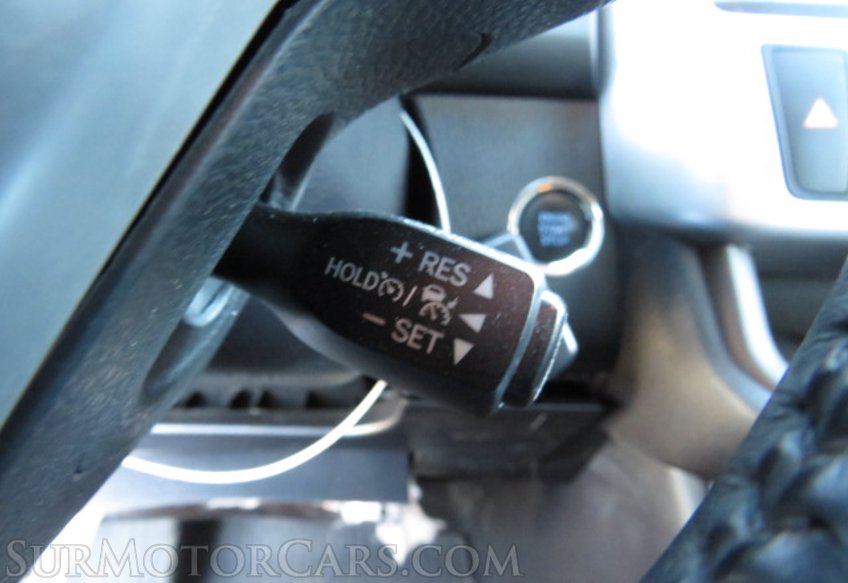 + RES
HOLD /
- SET
SURMOTORCARS.COM